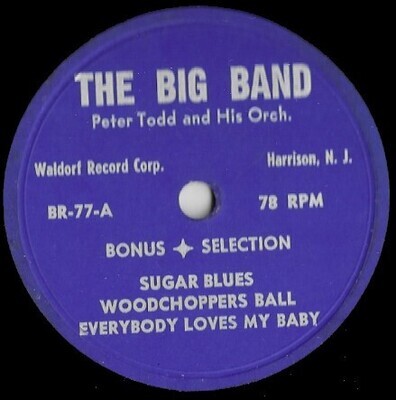 THE BIG BAND
Peter Todd and His Orch.
Waldorf Record Corp. Harrison, N. J.
BR-77-A 78 RPM
BONUS ✦ SELECTION
SUGAR BLUES
WOODCHOPPERS BALL
EVERYBODY LOVES MY BABY